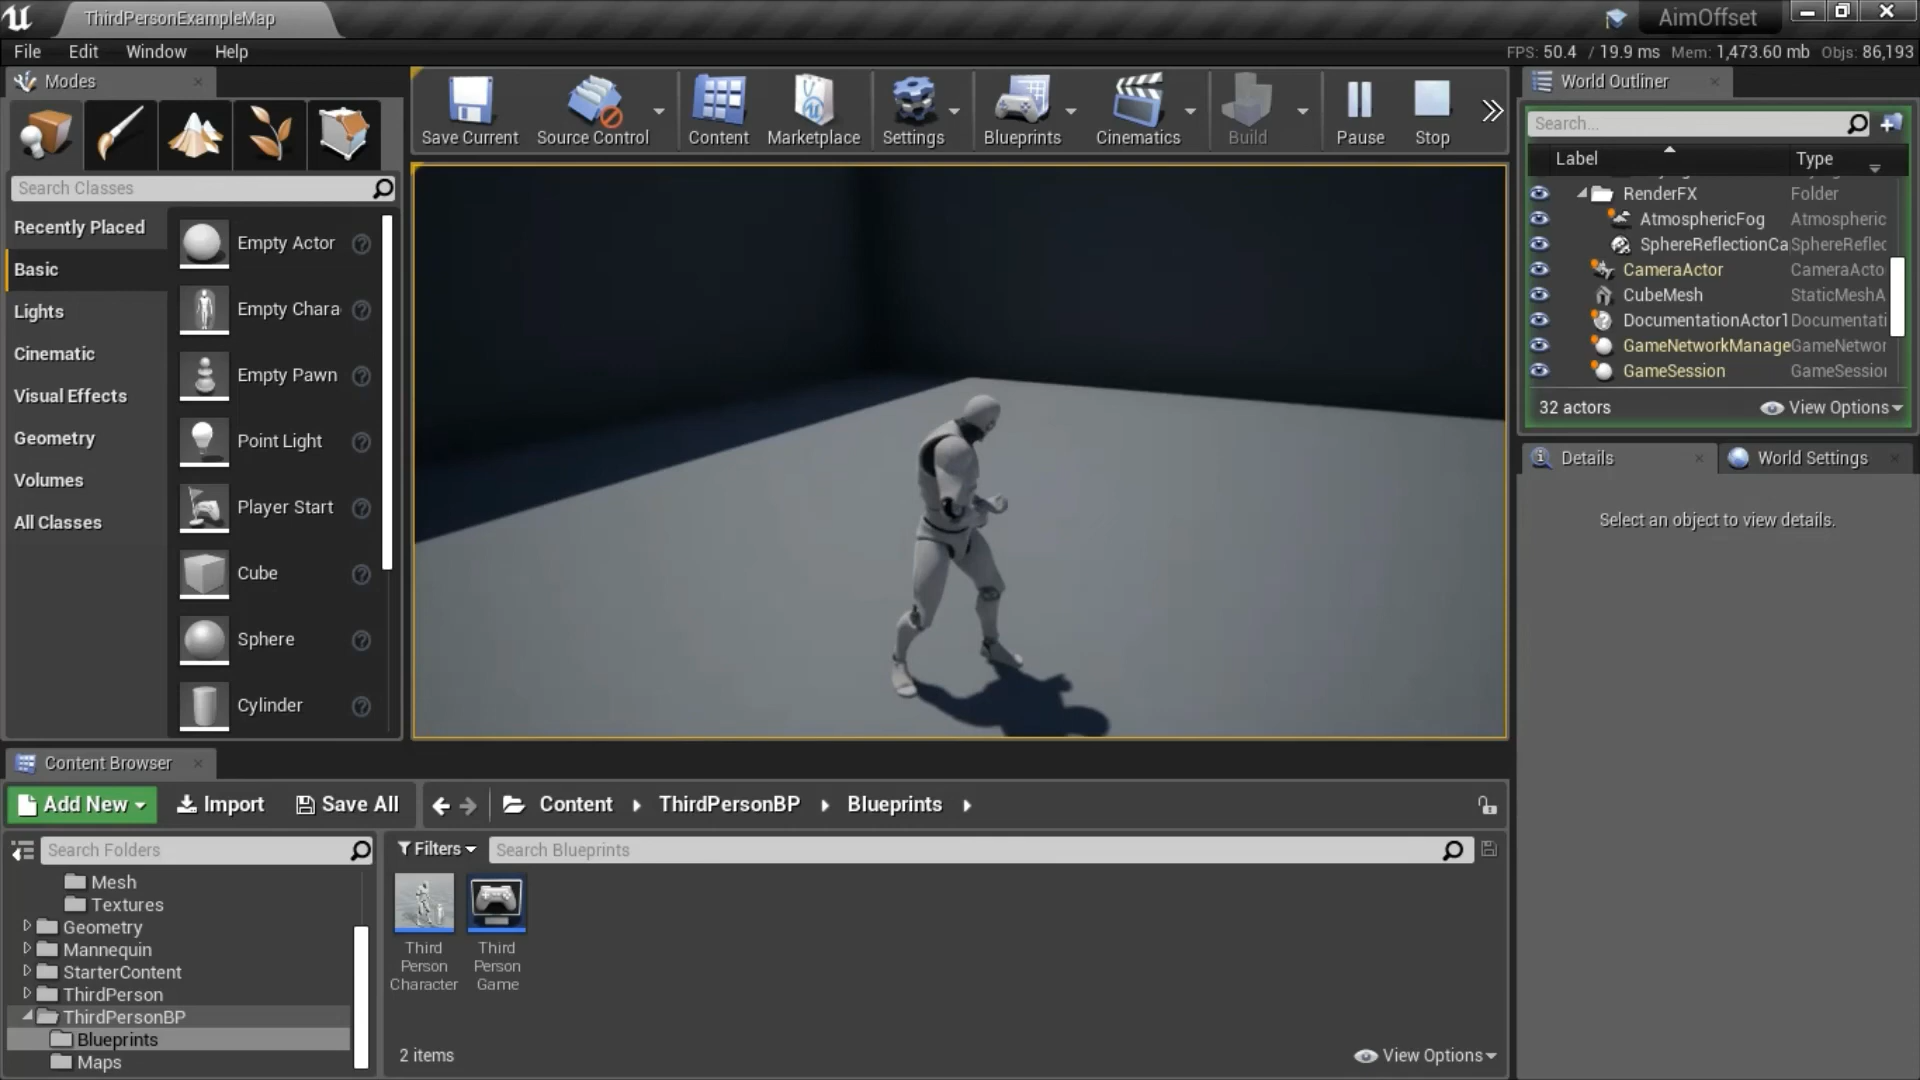 ThirdPersonExampleMap
AimOffset
File Edit Window Help
FPS: 50.4 / 19.9 ms Mem: 1,473.60 mb Objs: 86,193
Modes
Search Classes
Recently Placed
Basic
Lights
Cinematic
Visual Effects
Geometry
Volumes
All Classes
Empty Actor
Empty Chara
Empty Pawn
Point Light
Player Start
Cube
Sphere
Cylinder
Save Current
Source Control
Content
Marketplace
Settings
Blueprints
Cinematics
Build
Pause
Stop
World Outliner
Search...
Label Type
RenderFX Folder
AtmosphericFog Atmospheric
SphereReflectionCa SphereReflec
CameraActor CameraActo
CubeMesh StaticMeshA
DocumentationActor1 Documentati
GameNetworkManage GameNetwor
GameSession GameSession
32 actors
View Options
Details
World Settings
Select an object to view details.
Content Browser
Add New
Import
Save All
Content
ThirdPersonBP
Blueprints
Search Folders
Mesh
Textures
Geometry
Mannequin
StarterContent
ThirdPerson
ThirdPersonBP
Blueprints
Maps
Filters
Search Blueprints
Third
Person
Character
Third
Person
Game
2 items
View Options